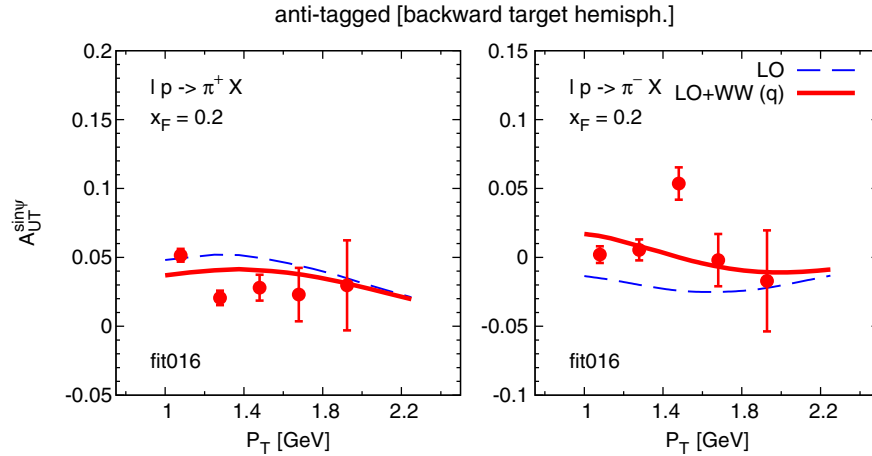 anti-tagged [backward target hemisph.]
A_UT^sinψ
0.2
0.15
0.1
0.05
0
-0.05
l p -> π⁺ X
x_F = 0.2
fit016
1 1.4 1.8 2.2
P_T [GeV]
0.15
0.1
0.05
0
-0.05
-0.1
l p -> π⁻ X
x_F = 0.2
LO
LO+WW (q)
fit016
1 1.4 1.8 2.2
P_T [GeV]